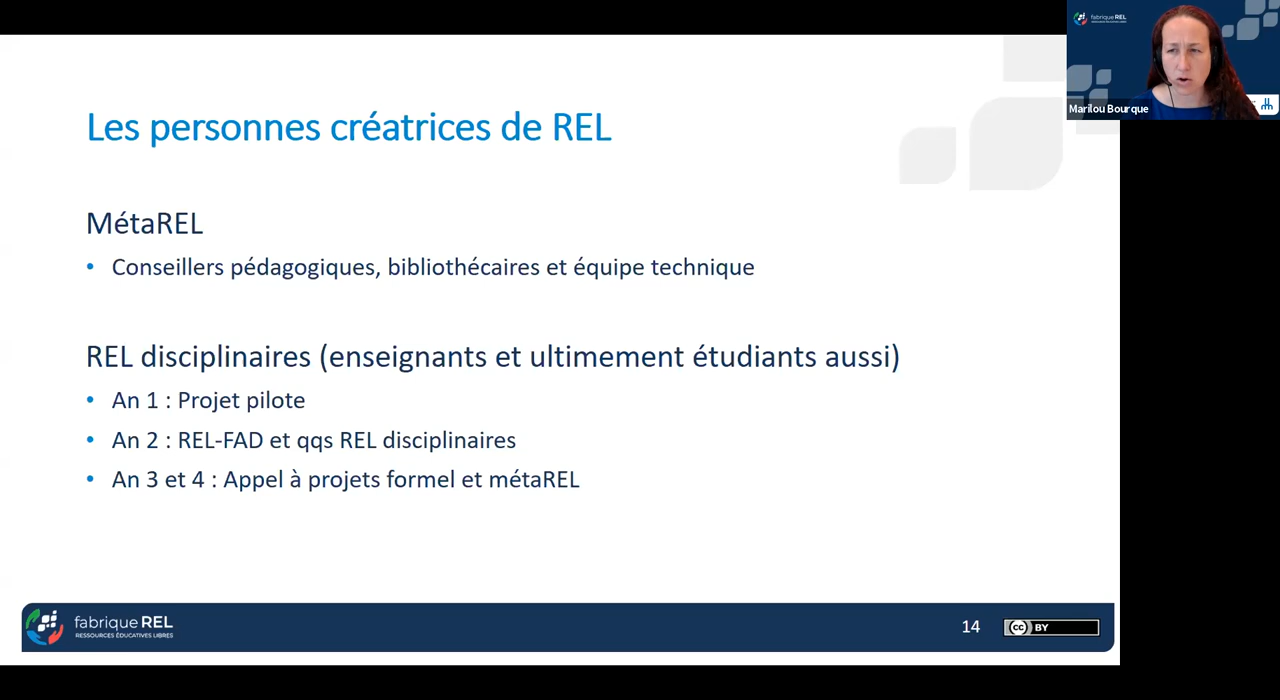 Les personnes créatrices de REL
MétaREL
• Conseillers pédagogiques, bibliothécaires et équipe technique
REL disciplinaires (enseignants et ultimement étudiants aussi)
• An 1 : Projet pilote
• An 2 : REL-FAD et qqs REL disciplinaires
• An 3 et 4 : Appel à projets formel et métaREL
fabrique REL
RESSOURCES ÉDUCATIVES LIBRES
14
cc BY
fabrique REL
Marilou Bourque